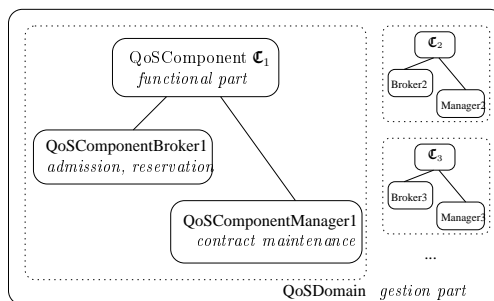 QoSComponent ℭ₁
functional part
QoSComponentBroker1
admission, reservation
QoSComponentManager1
contract maintenance
ℭ₂
Broker2
Manager2
ℭ₃
Broker3
Manager3
...
QoSDomain gestion part